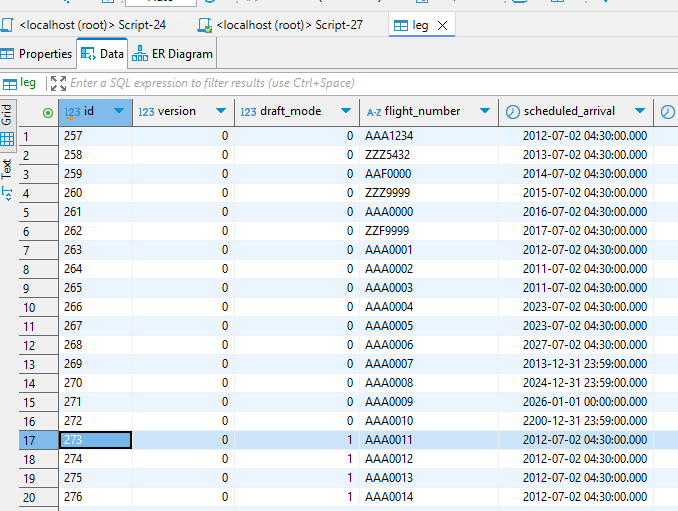 <localhost (root)> Script-24 <localhost (root)> Script-27 leg
Properties Data ER Diagram
leg Enter a SQL expression to filter results (use Ctrl+Space)
Grid
Text
123 id 123 version 123 draft_mode A-Z flight_number scheduled_arrival
1 257 0 0 AAA1234 2012-07-02 04:30:00.000
2 258 0 0 ZZZ5432 2013-07-02 04:30:00.000
3 259 0 0 AAF0000 2014-07-02 04:30:00.000
4 260 0 0 ZZZ9999 2015-07-02 04:30:00.000
5 261 0 0 AAA0000 2016-07-02 04:30:00.000
6 262 0 0 ZZF9999 2017-07-02 04:30:00.000
7 263 0 0 AAA0001 2012-07-02 04:30:00.000
8 264 0 0 AAA0002 2011-07-02 04:30:00.000
9 265 0 0 AAA0003 2011-07-02 04:30:00.000
10 266 0 0 AAA0004 2023-07-02 04:30:00.000
11 267 0 0 AAA0005 2023-07-02 04:30:00.000
12 268 0 0 AAA0006 2027-07-02 04:30:00.000
13 269 0 0 AAA0007 2013-12-31 23:59:00.000
14 270 0 0 AAA0008 2024-12-31 23:59:00.000
15 271 0 0 AAA0009 2026-01-01 00:00:00.000
16 272 0 0 AAA0010 2200-12-31 23:59:00.000
17 273 0 1 AAA0011 2012-07-02 04:30:00.000
18 274 0 1 AAA0012 2012-07-02 04:30:00.000
19 275 0 1 AAA0013 2012-07-02 04:30:00.000
20 276 0 1 AAA0014 2012-07-02 04:30:00.000